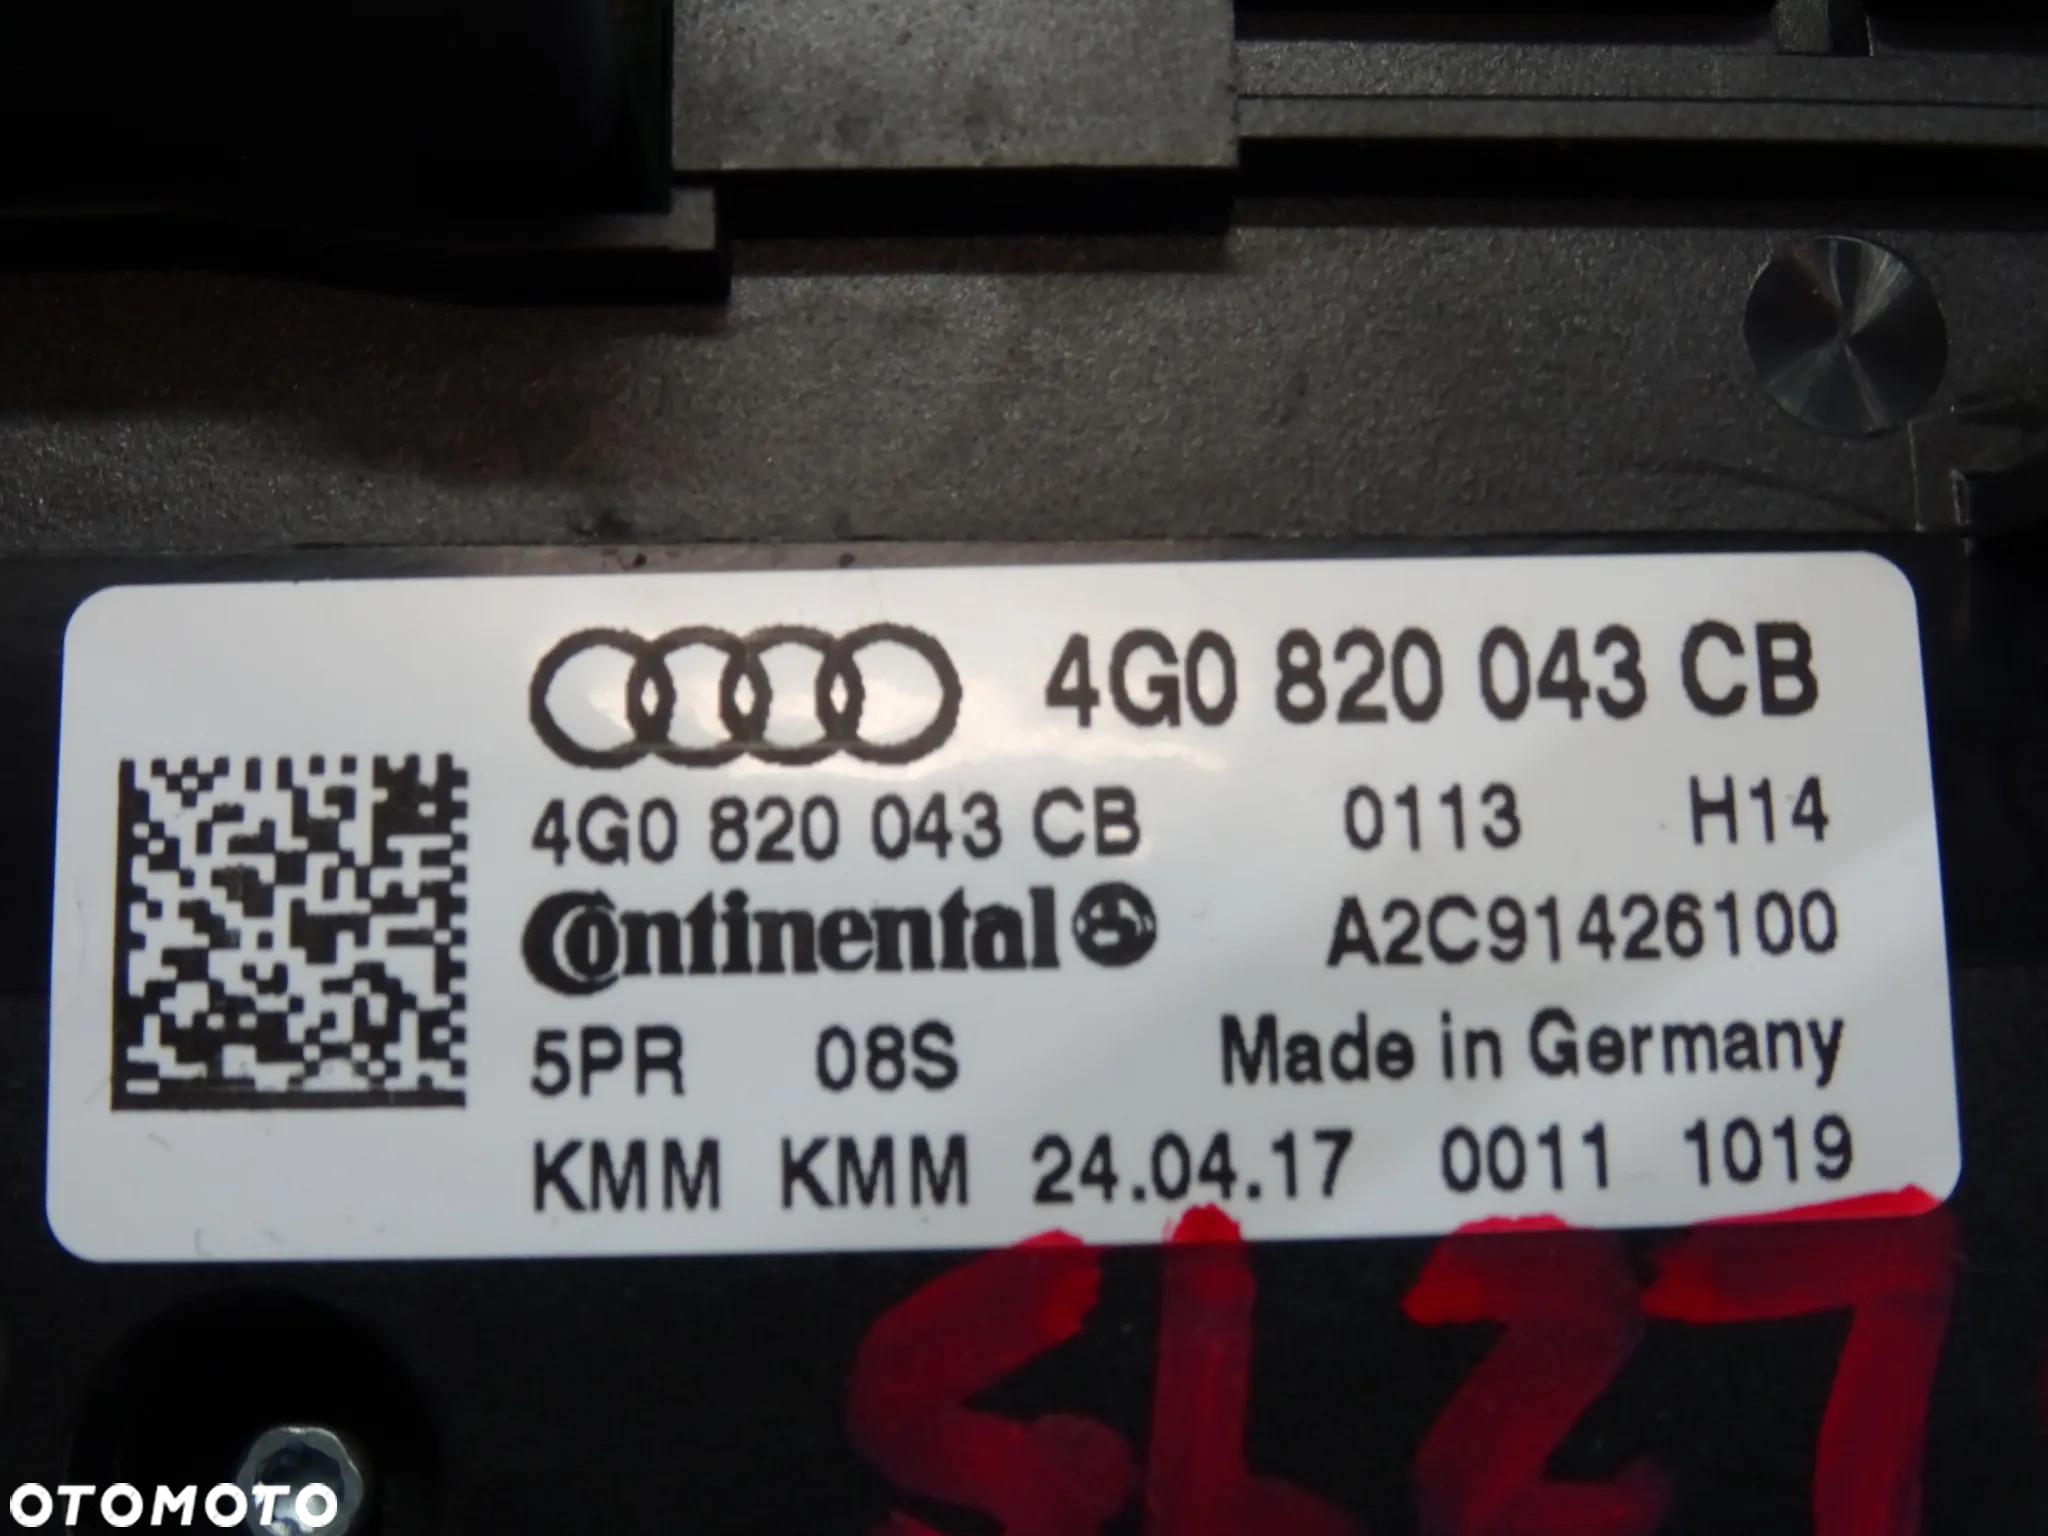 4G0 820 043 CB
4G0 820 043 CB 0113 H14
Continental A2C91426100
5PR 08S Made in Germany
KMM KMM 24.04.17 0011 1019
OTOMOTO